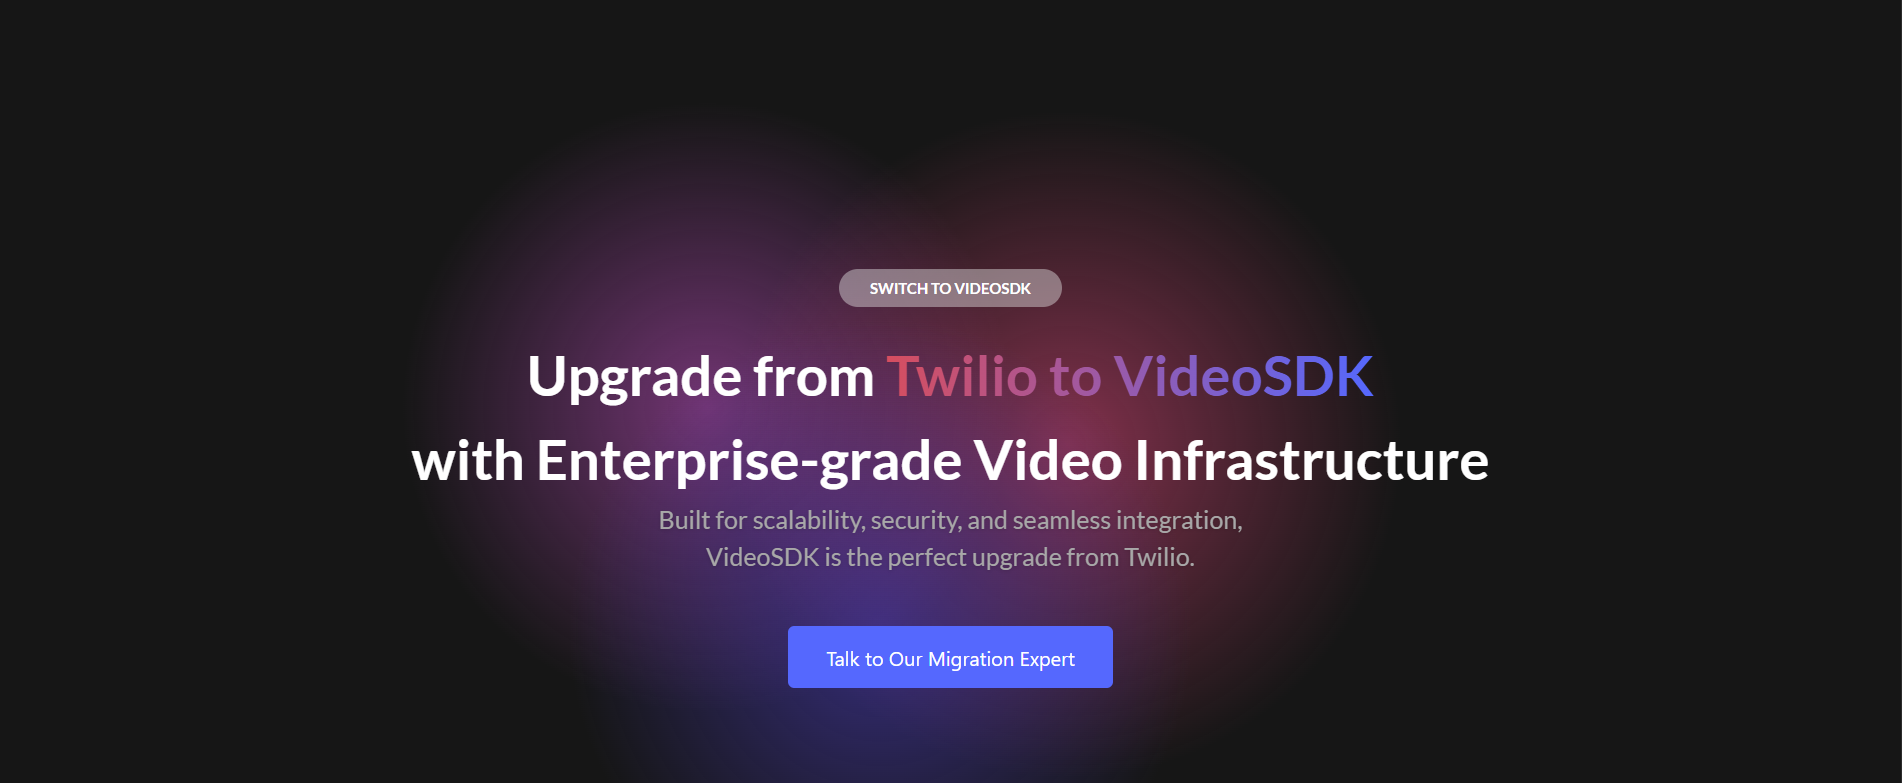 SWITCH TO VIDEOSDK
Upgrade from Twilio to VideoSDK
with Enterprise-grade Video Infrastructure
Built for scalability, security, and seamless integration,
VideoSDK is the perfect upgrade from Twilio.
Talk to Our Migration Expert